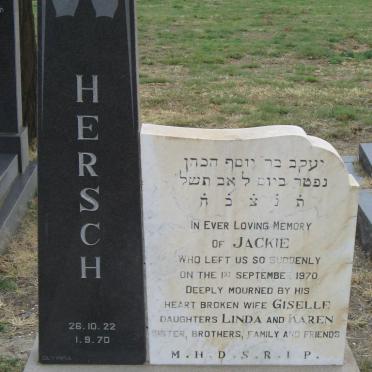 HERSCH
26.10.22
1.9.70
OLYMPIA
יעקב בר יוסף הכהן
נפטר ביום ל אב תשל
ת נ צ ב ה
IN EVER LOVING MEMORY
OF JACKIE
WHO LEFT US SO SUDDENLY
ON THE 1ST SEPTEMBER 1970
DEEPLY MOURNED BY HIS
HEART BROKEN WIFE GISELLE
DAUGHTERS LINDA AND KAREN
SISTER, BROTHERS, FAMILY AND FRIENDS
M.H.D.S.R.I.P.